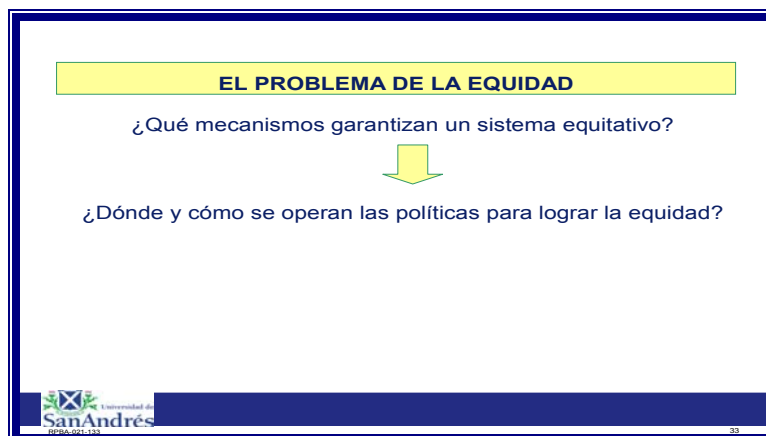 EL PROBLEMA DE LA EQUIDAD
¿Qué mecanismos garantizan un sistema equitativo?
¿Dónde y cómo se operan las políticas para lograr la equidad?
Universidad de
SanAndrés
RPBA-021-133
33